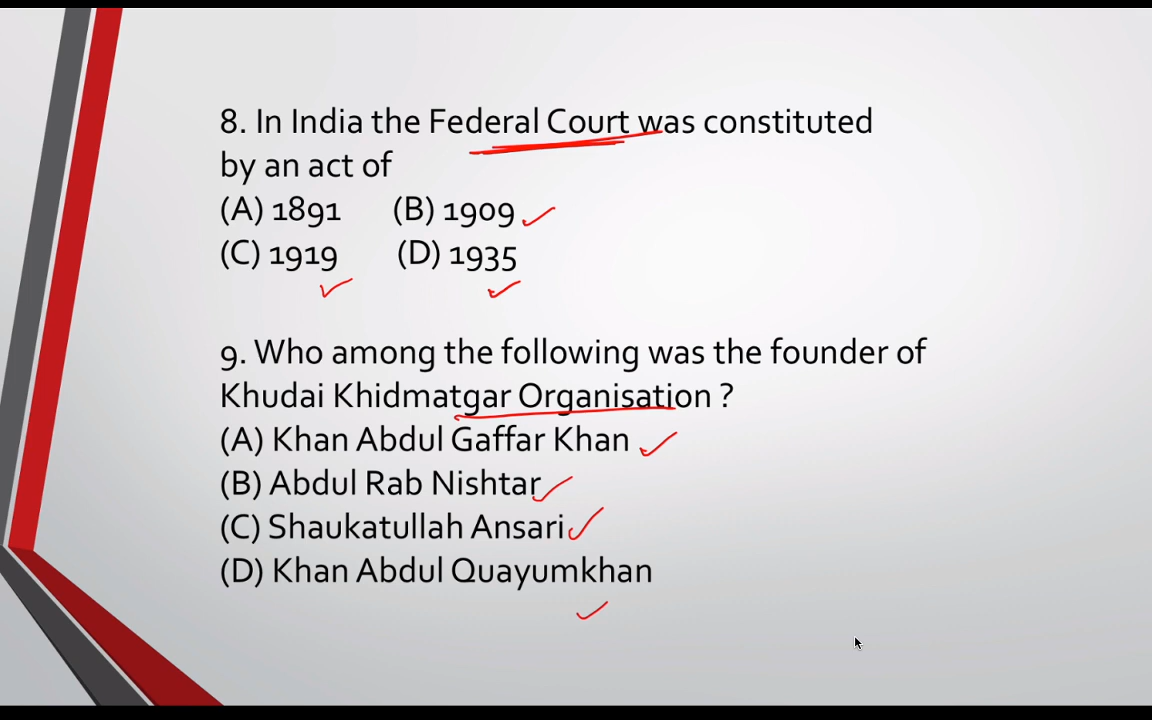 8. In India the Federal Court was constituted
by an act of
(A) 1891 (B) 1909
(C) 1919 (D) 1935
9. Who among the following was the founder of
Khudai Khidmatgar Organisation ?
(A) Khan Abdul Gaffar Khan
(B) Abdul Rab Nishtar
(C) Shaukatullah Ansari
(D) Khan Abdul Quayumkhan